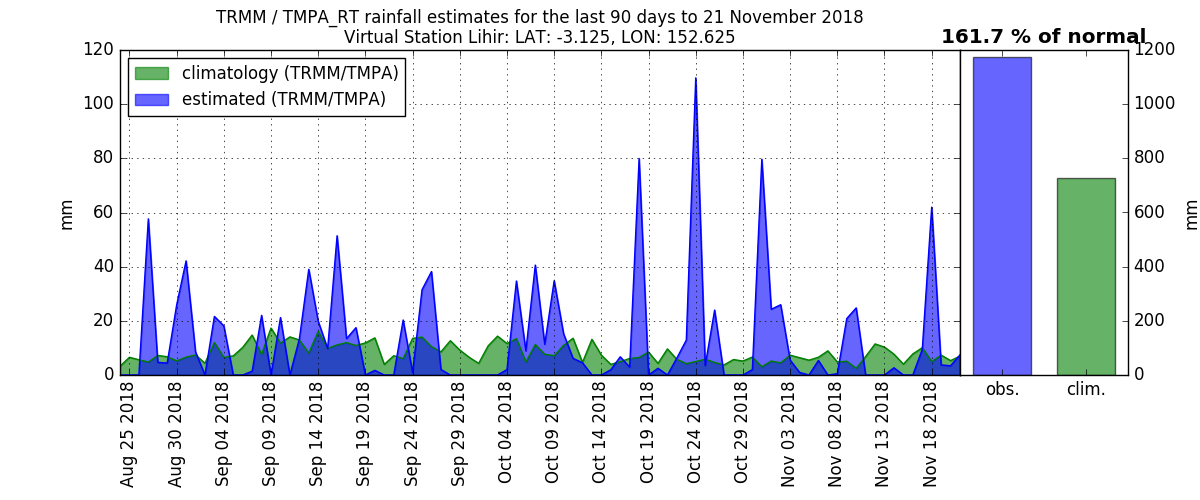 TRMM / TMPA_RT rainfall estimates for the last 90 days to 21 November 2018
Virtual Station Lihir: LAT: -3.125, LON: 152.625
161.7 % of normal
climatology (TRMM/TMPA)
estimated (TRMM/TMPA)
120
100
80
60
40
20
0
mm
Aug 25 2018
Aug 30 2018
Sep 04 2018
Sep 09 2018
Sep 14 2018
Sep 19 2018
Sep 24 2018
Sep 29 2018
Oct 04 2018
Oct 09 2018
Oct 14 2018
Oct 19 2018
Oct 24 2018
Oct 29 2018
Nov 03 2018
Nov 08 2018
Nov 13 2018
Nov 18 2018
obs.
clim.
1200
1000
800
600
400
200
0
mm